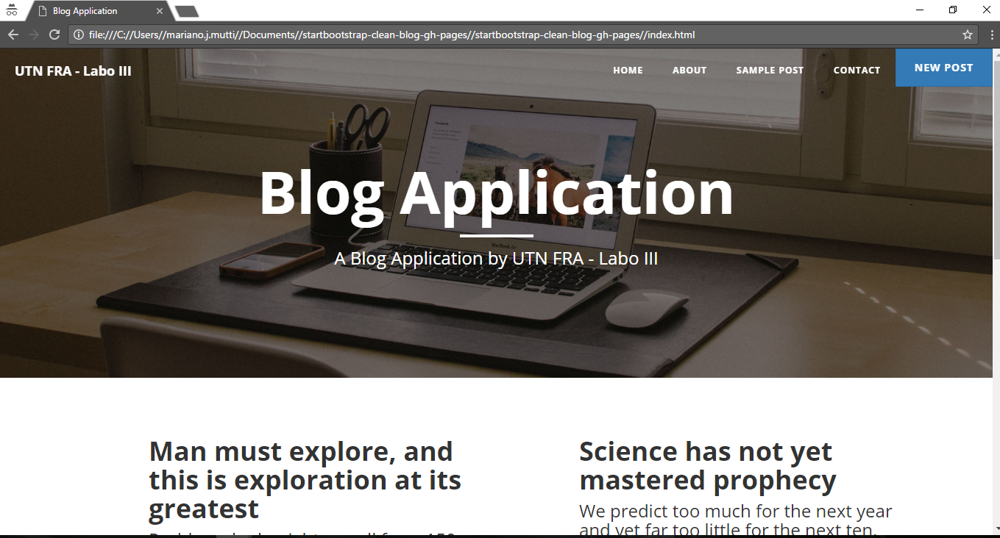 Blog Application
file:///C://Users//mariano.j.mutti//Documents//startbootstrap-clean-blog-gh-pages//startbootstrap-clean-blog-gh-pages//index.html
UTN FRA - Labo III HOME ABOUT SAMPLE POST CONTACT NEW POST
Blog Application
A Blog Application by UTN FRA - Labo III
Man must explore, and
this is exploration at its
greatest
Science has not yet
mastered prophecy
We predict too much for the next year
and yet far too little for the next ten.